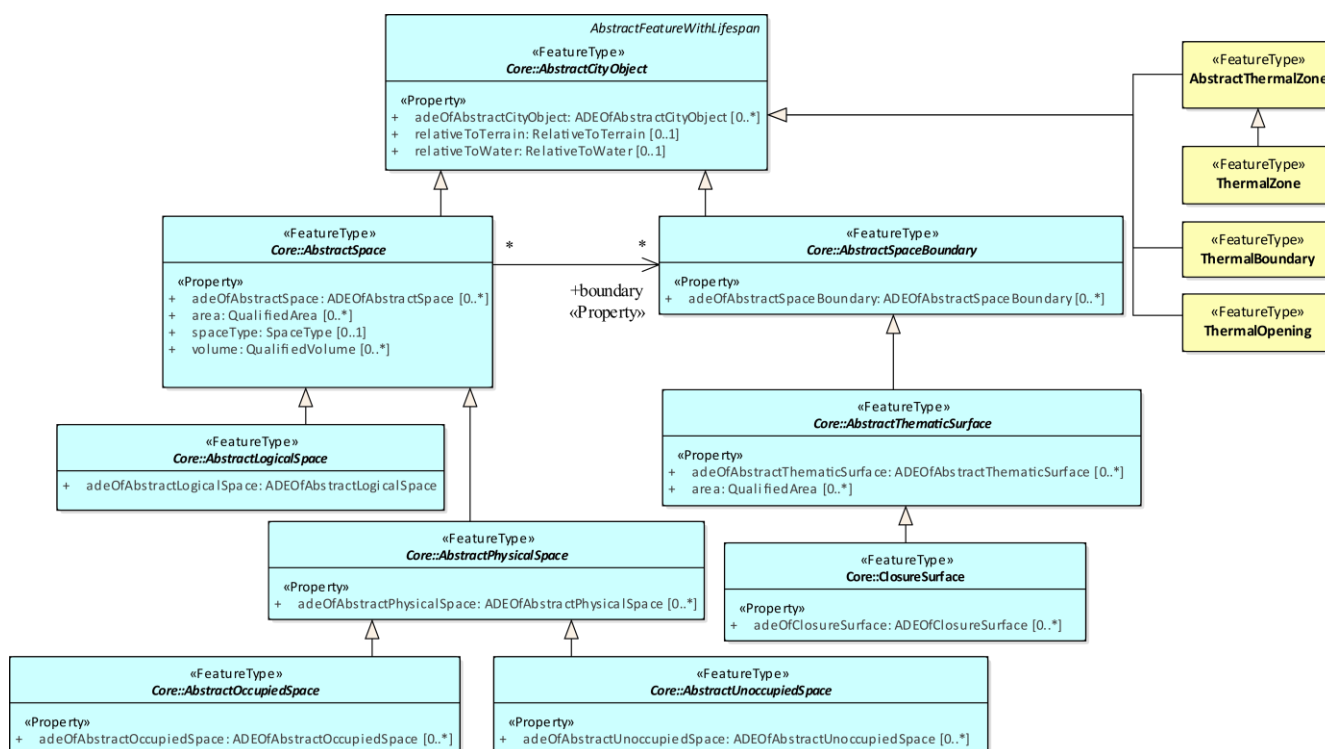 AbstractFeatureWithLifespan
«FeatureType»
Core::AbstractCityObject
«Property»
+ adeOfAbstractCityObject: ADEOfAbstractCityObject [0..*]
+ relativeToTerrain: RelativeToTerrain [0..1]
+ relativeToWater: RelativeToWater [0..1]
«FeatureType»
AbstractThermalZone
«FeatureType»
ThermalZone
«FeatureType»
ThermalBoundary
«FeatureType»
ThermalOpening
«FeatureType»
Core::AbstractSpace
«Property»
+ adeOfAbstractSpace: ADEOfAbstractSpace [0..*]
+ area: QualifiedArea [0..*]
+ spaceType: SpaceType [0..1]
+ volume: QualifiedVolume [0..*]
* *
+boundary
«Property»
«FeatureType»
Core::AbstractSpaceBoundary
«Property»
+ adeOfAbstractSpaceBoundary: ADEOfAbstractSpaceBoundary [0..*]
«FeatureType»
Core::AbstractThematicSurface
«Property»
+ adeOfAbstractThematicSurface: ADEOfAbstractThematicSurface [0..*]
+ area: QualifiedArea [0..*]
«FeatureType»
Core::AbstractLogicalSpace
+ adeOfAbstractLogicalSpace: ADEOfAbstractLogicalSpace
«FeatureType»
Core::AbstractPhysicalSpace
«Property»
+ adeOfAbstractPhysicalSpace: ADEOfAbstractPhysicalSpace [0..*]
«FeatureType»
Core::ClosureSurface
«Property»
+ adeOfClosureSurface: ADEOfClosureSurface [0..*]
«FeatureType»
Core::AbstractOccupiedSpace
«Property»
+ adeOfAbstractOccupiedSpace: ADEOfAbstractOccupiedSpace [0..*]
«FeatureType»
Core::AbstractUnoccupiedSpace
«Property»
+ adeOfAbstractUnoccupiedSpace: ADEOfAbstractUnoccupiedSpace [0..*]